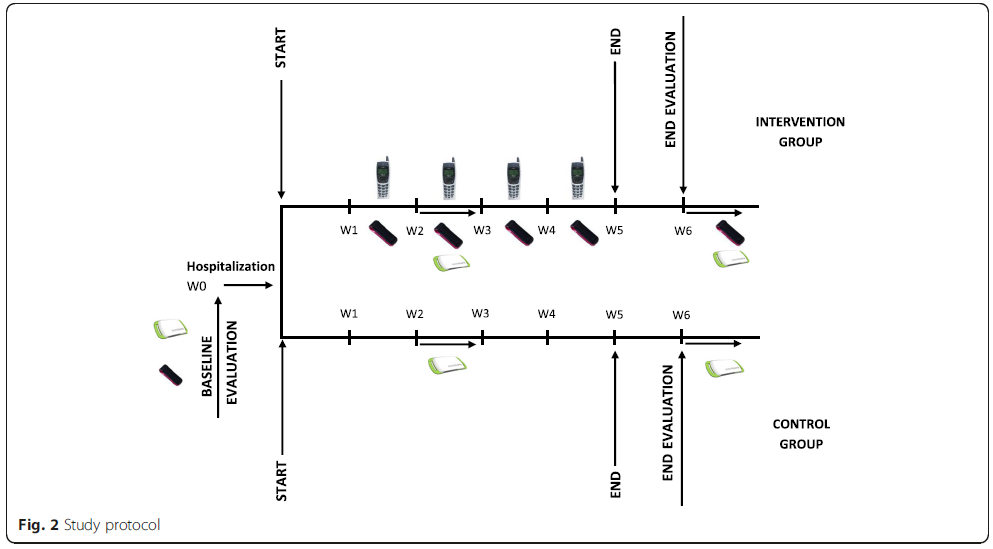 START
END
END EVALUATION
INTERVENTION
GROUP
W1 W2 W3 W4 W5 W6
Hospitalization
W0
BASELINE
EVALUATION
W1 W2 W3 W4 W5 W6
START
END
END EVALUATION
CONTROL
GROUP
Fig. 2 Study protocol